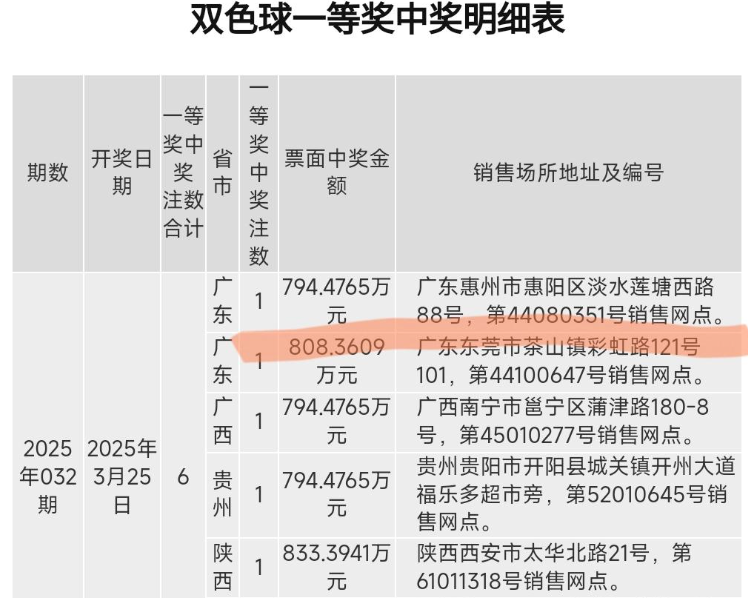 双色球一等奖中奖明细表
期数
开奖日
期
一等
奖中
奖
注数
合计
省
市
一
等
奖
中
奖
注
数
票面中奖金
额
销售场所地址及编号
2025
年032
期
2025年
3月25
日
6
广
东
1
794.4765万
元
广东惠州市惠阳区淡水莲塘西路
88号，第44080351号销售网点。
广
东
1
808.3609
万元
广东东莞市茶山镇彩虹路121号
101，第44100647号销售网点。
广
西
1
794.4765万
元
广西南宁市邕宁区蒲津路180-8
号，第45010277号销售网点。
贵
州
1
794.4765万
元
贵州贵阳市开阳县城关镇开州大道
福乐多超市旁，第52010645号销
售网点。
陕
西
1
833.3941万
元
陕西西安市太华北路21号，第
61011318号销售网点。